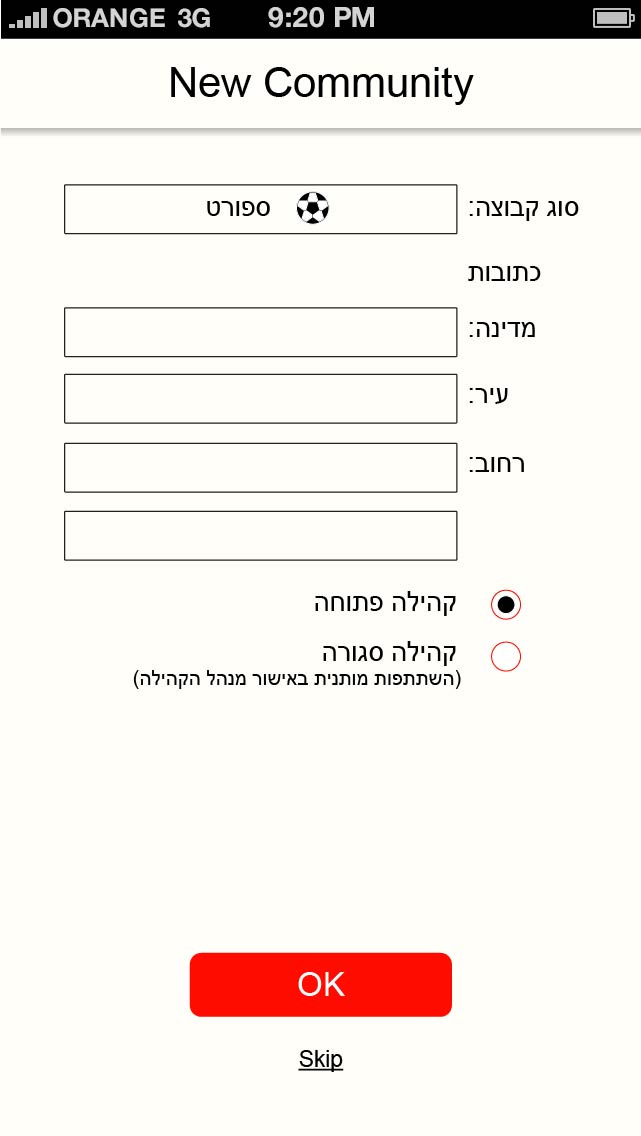 ORANGE 3G 9:20 PM
New Community
סוג קבוצה: ספורט
כתובות
מדינה:
עיר:
רחוב:
קהילה פתוחה
קהילה סגורה
(השתתפות מותנית באישור מנהל הקהילה)
OK
Skip